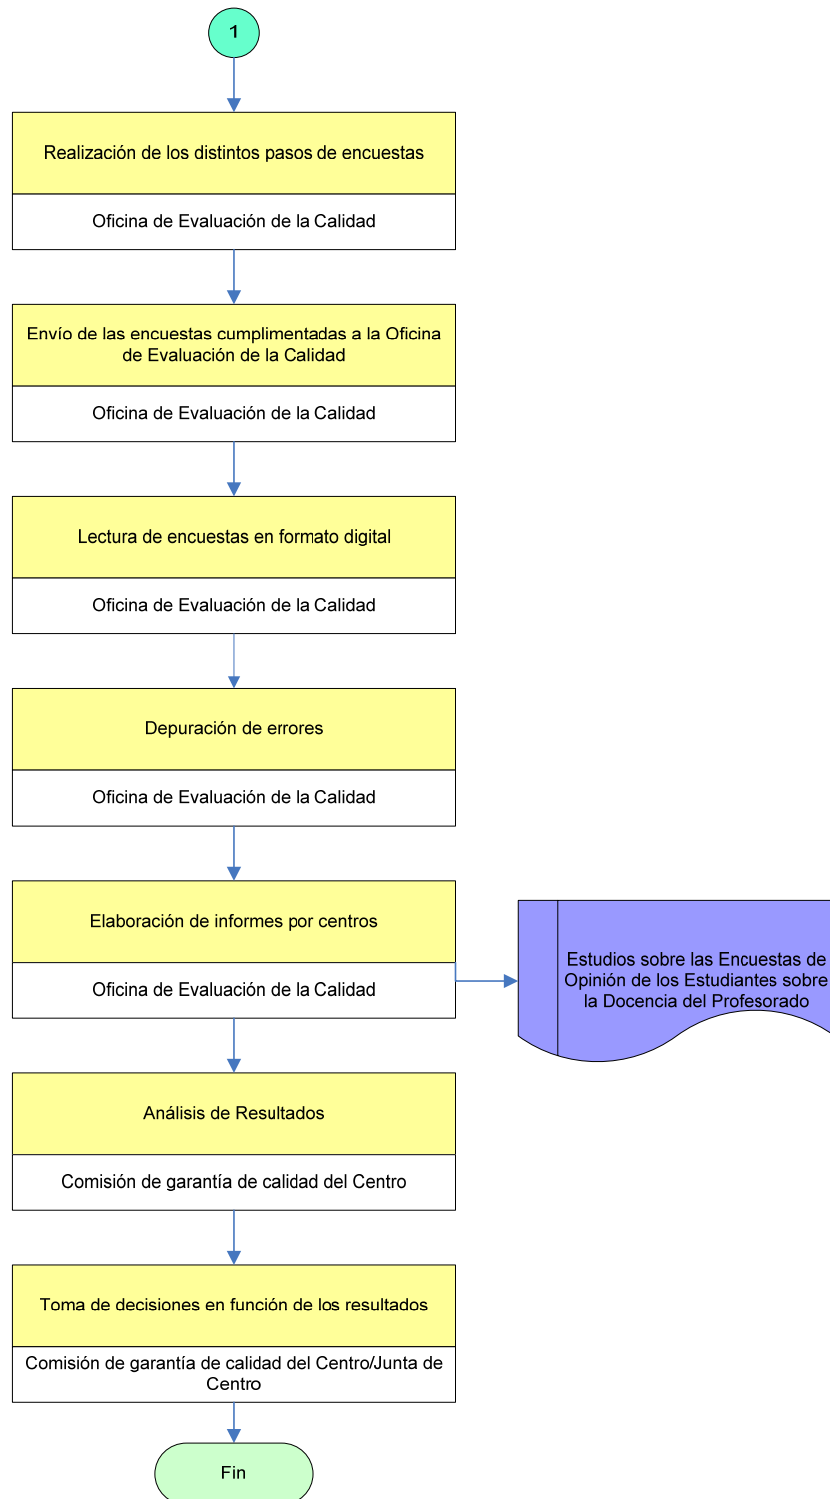 1
Realización de los distintos pasos de encuestas
Oficina de Evaluación de la Calidad
Envío de las encuestas cumplimentadas a la Oficina
de Evaluación de la Calidad
Oficina de Evaluación de la Calidad
Lectura de encuestas en formato digital
Oficina de Evaluación de la Calidad
Depuración de errores
Oficina de Evaluación de la Calidad
Elaboración de informes por centros
Oficina de Evaluación de la Calidad
Estudios sobre las Encuestas de
Opinión de los Estudiantes sobre
la Docencia del Profesorado
Análisis de Resultados
Comisión de garantía de calidad del Centro
Toma de decisiones en función de los resultados
Comisión de garantía de calidad del Centro/Junta de
Centro
Fin